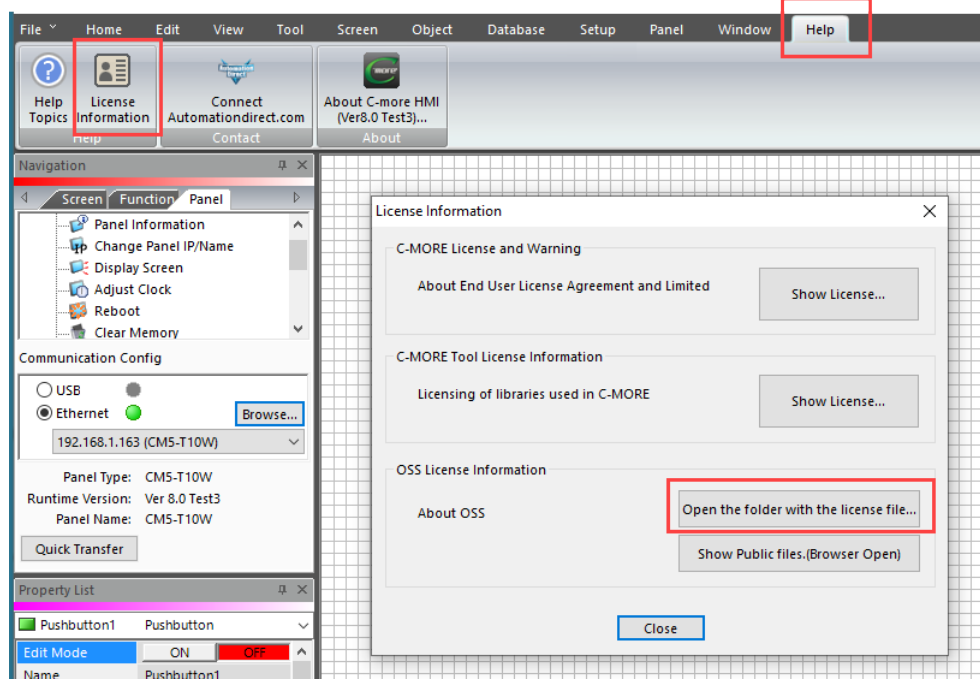 File Home Edit View Tool Screen Object Database Setup Panel Window Help
Help Topics
License Information
Connect Automationdirect.com
About C-more HMI (Ver8.0 Test3)...
Help Contact About
Navigation
Screen Function Panel
Panel Information
Change Panel IP/Name
Display Screen
Adjust Clock
Reboot
Clear Memory
Communication Config
USB
Ethernet Browse...
192.168.1.163 (CM5-T10W)
Panel Type: CM5-T10W
Runtime Version: Ver 8.0 Test3
Panel Name: CM5-T10W
Quick Transfer
Property List
Pushbutton1 Pushbutton
Edit Mode ON OFF
Name Pushbutton1
License Information
C-MORE License and Warning
About End User License Agreement and Limited Show License...
C-MORE Tool License Information
Licensing of libraries used in C-MORE Show License...
OSS License Information
About OSS Open the folder with the license file...
Show Public files.(Browser Open)
Close